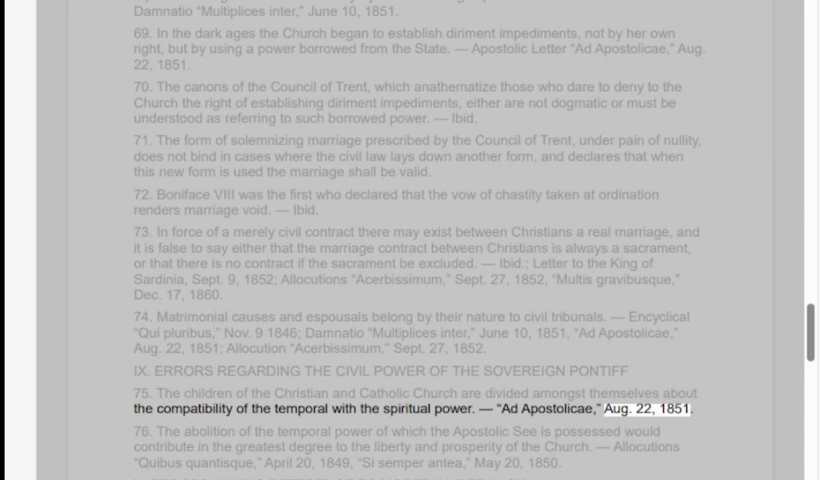 Damnatio “Multiplices inter,” June 10, 1851.
69. In the dark ages the Church began to establish diriment impediments, not by her own
right, but by using a power borrowed from the State. — Apostolic Letter “Ad Apostolicae,” Aug.
22, 1851.
70. The canons of the Council of Trent, which anathematize those who dare to deny to the
Church the right of establishing diriment impediments, either are not dogmatic or must be
understood as referring to such borrowed power. — Ibid.
71. The form of solemnizing marriage prescribed by the Council of Trent, under pain of nullity,
does not bind in cases where the civil law lays down another form, and declares that when
this new form is used the marriage shall be valid.
72. Boniface VIII was the first who declared that the vow of chastity taken at ordination
renders marriage void. — Ibid.
73. In force of a merely civil contract there may exist between Christians a real marriage, and
it is false to say either that the marriage contract between Christians is always a sacrament,
or that there is no contract if the sacrament be excluded. — Ibid.; Letter to the King of
Sardinia, Sept. 9, 1852; Allocutions “Acerbissimum,” Sept. 27, 1852, “Multis gravibusque,”
Dec. 17, 1860.
74. Matrimonial causes and espousals belong by their nature to civil tribunals. — Encyclical
“Qui pluribus,” Nov. 9 1846; Damnatio “Multiplices inter,” June 10, 1851, “Ad Apostolicae,”
Aug. 22, 1851; Allocution “Acerbissimum,” Sept. 27, 1852.
IX. ERRORS REGARDING THE CIVIL POWER OF THE SOVEREIGN PONTIFF
75. The children of the Christian and Catholic Church are divided amongst themselves about
the compatibility of the temporal with the spiritual power. — “Ad Apostolicae,” Aug. 22, 1851.
76. The abolition of the temporal power of which the Apostolic See is possessed would
contribute in the greatest degree to the liberty and prosperity of the Church. — Allocutions
“Quibus quantisque,” April 20, 1849, “Si semper antea,” May 20, 1850.